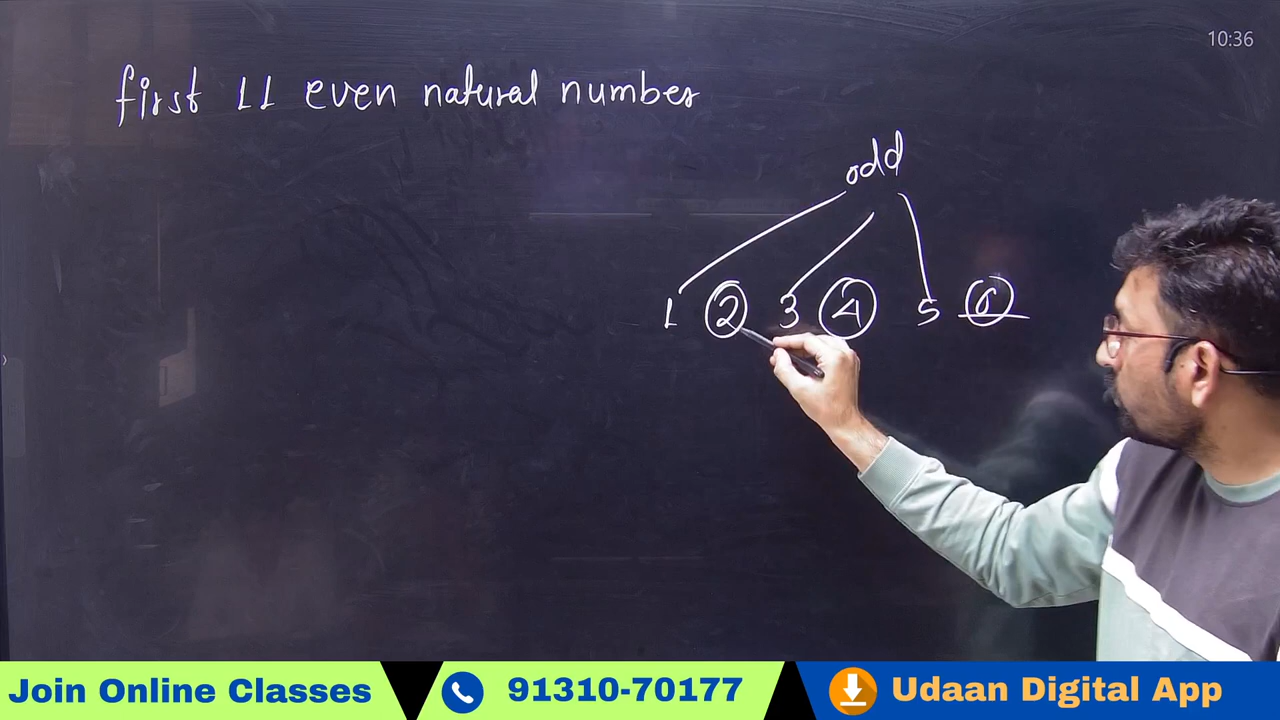 10:36
first 11 even natural number
odd
1 2 3 4 5 6
Join Online Classes
91310-70177
Udaan Digital App